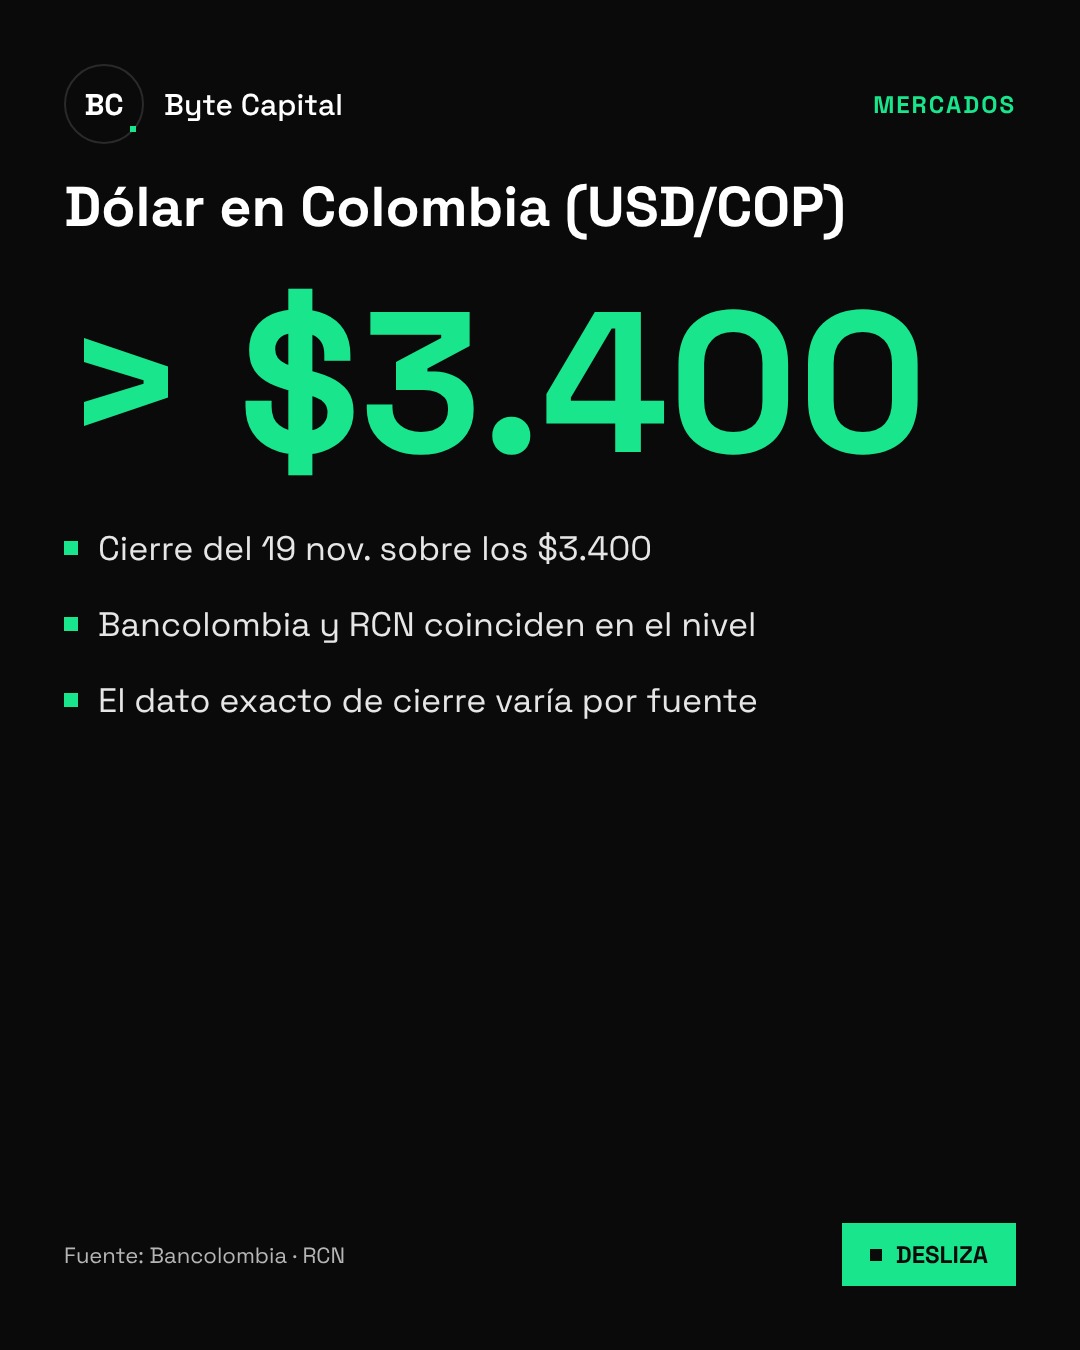 BC
Byte Capital
MERCADOS
Dólar en Colombia (USD/COP)
> $3.400
Cierre del 19 nov. sobre los $3.400
Bancolombia y RCN coinciden en el nivel
El dato exacto de cierre varía por fuente
Fuente: Bancolombia · RCN
DESLIZA